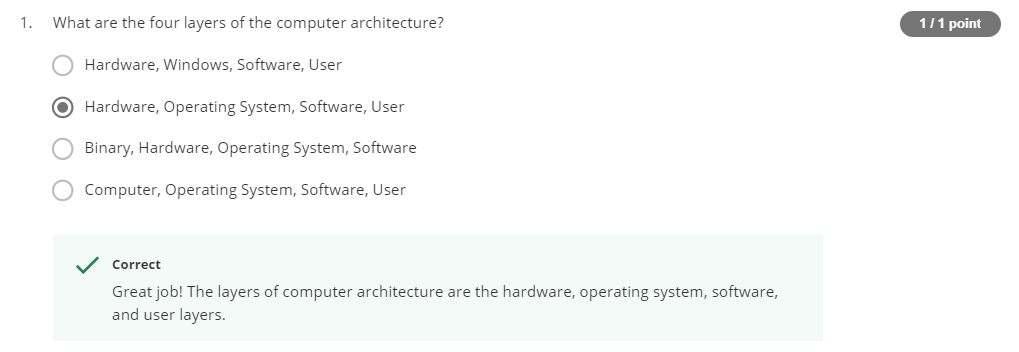 1. What are the four layers of the computer architecture?
1 / 1 point
Hardware, Windows, Software, User
Hardware, Operating System, Software, User
Binary, Hardware, Operating System, Software
Computer, Operating System, Software, User
Correct
Great job! The layers of computer architecture are the hardware, operating system, software,
and user layers.